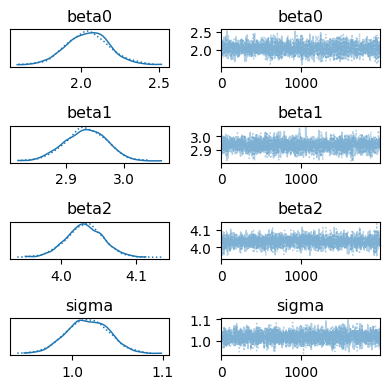 beta0 beta0
2.5
2.0
2.0 2.5 0 1000
beta1 beta1
3.0
2.9
2.9 3.0 0 1000
beta2 beta2
4.1
4.0
4.0 4.1 0 1000
sigma sigma
1.1
1.0
1.0 1.1 0 1000